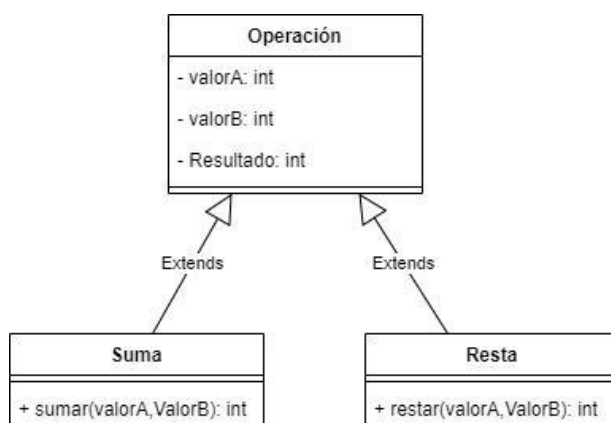 Operación
- valorA: int
- valorB: int
- Resultado: int
Extends
Extends
Suma
+ sumar(valorA,ValorB): int
Resta
+ restar(valorA,ValorB): int